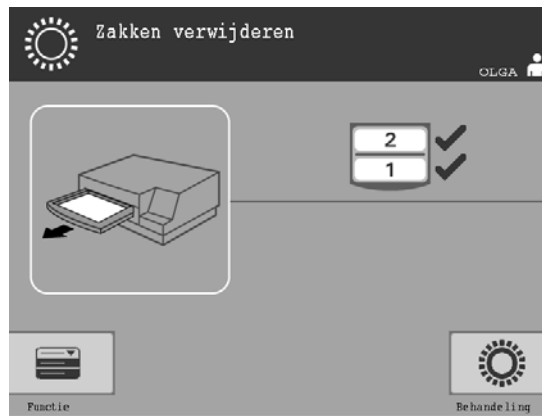 Zakken verwijderen
OLGA
2
1
Functie
Behandeling